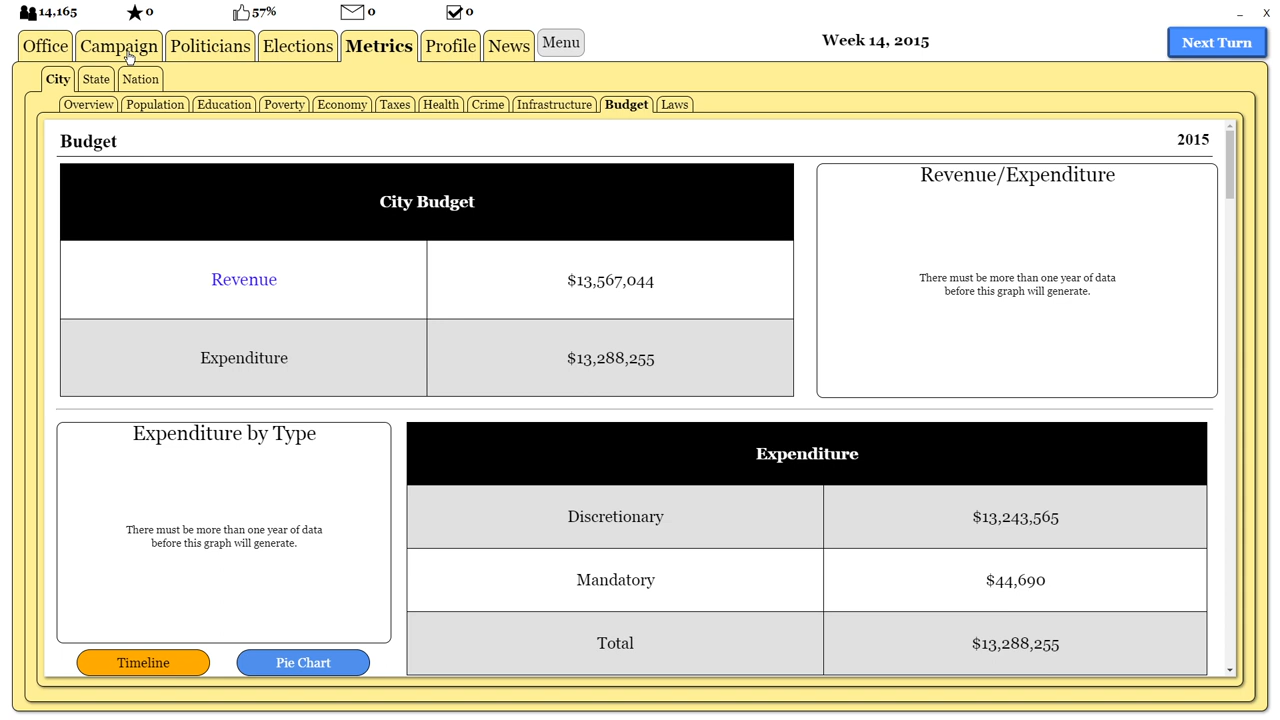 14,165 0 57% 0 0 _ X
Office Campaign Politicians Elections Metrics Profile News Menu Week 14, 2015 Next Turn
City State Nation
Overview Population Education Poverty Economy Taxes Health Crime Infrastructure Budget Laws
Budget 2015
City Budget
Revenue $13,567,044
Expenditure $13,288,255
Revenue/Expenditure
There must be more than one year of data
before this graph will generate.
Expenditure by Type
There must be more than one year of data
before this graph will generate.
Timeline Pie Chart
Expenditure
Discretionary $13,243,565
Mandatory $44,690
Total $13,288,255